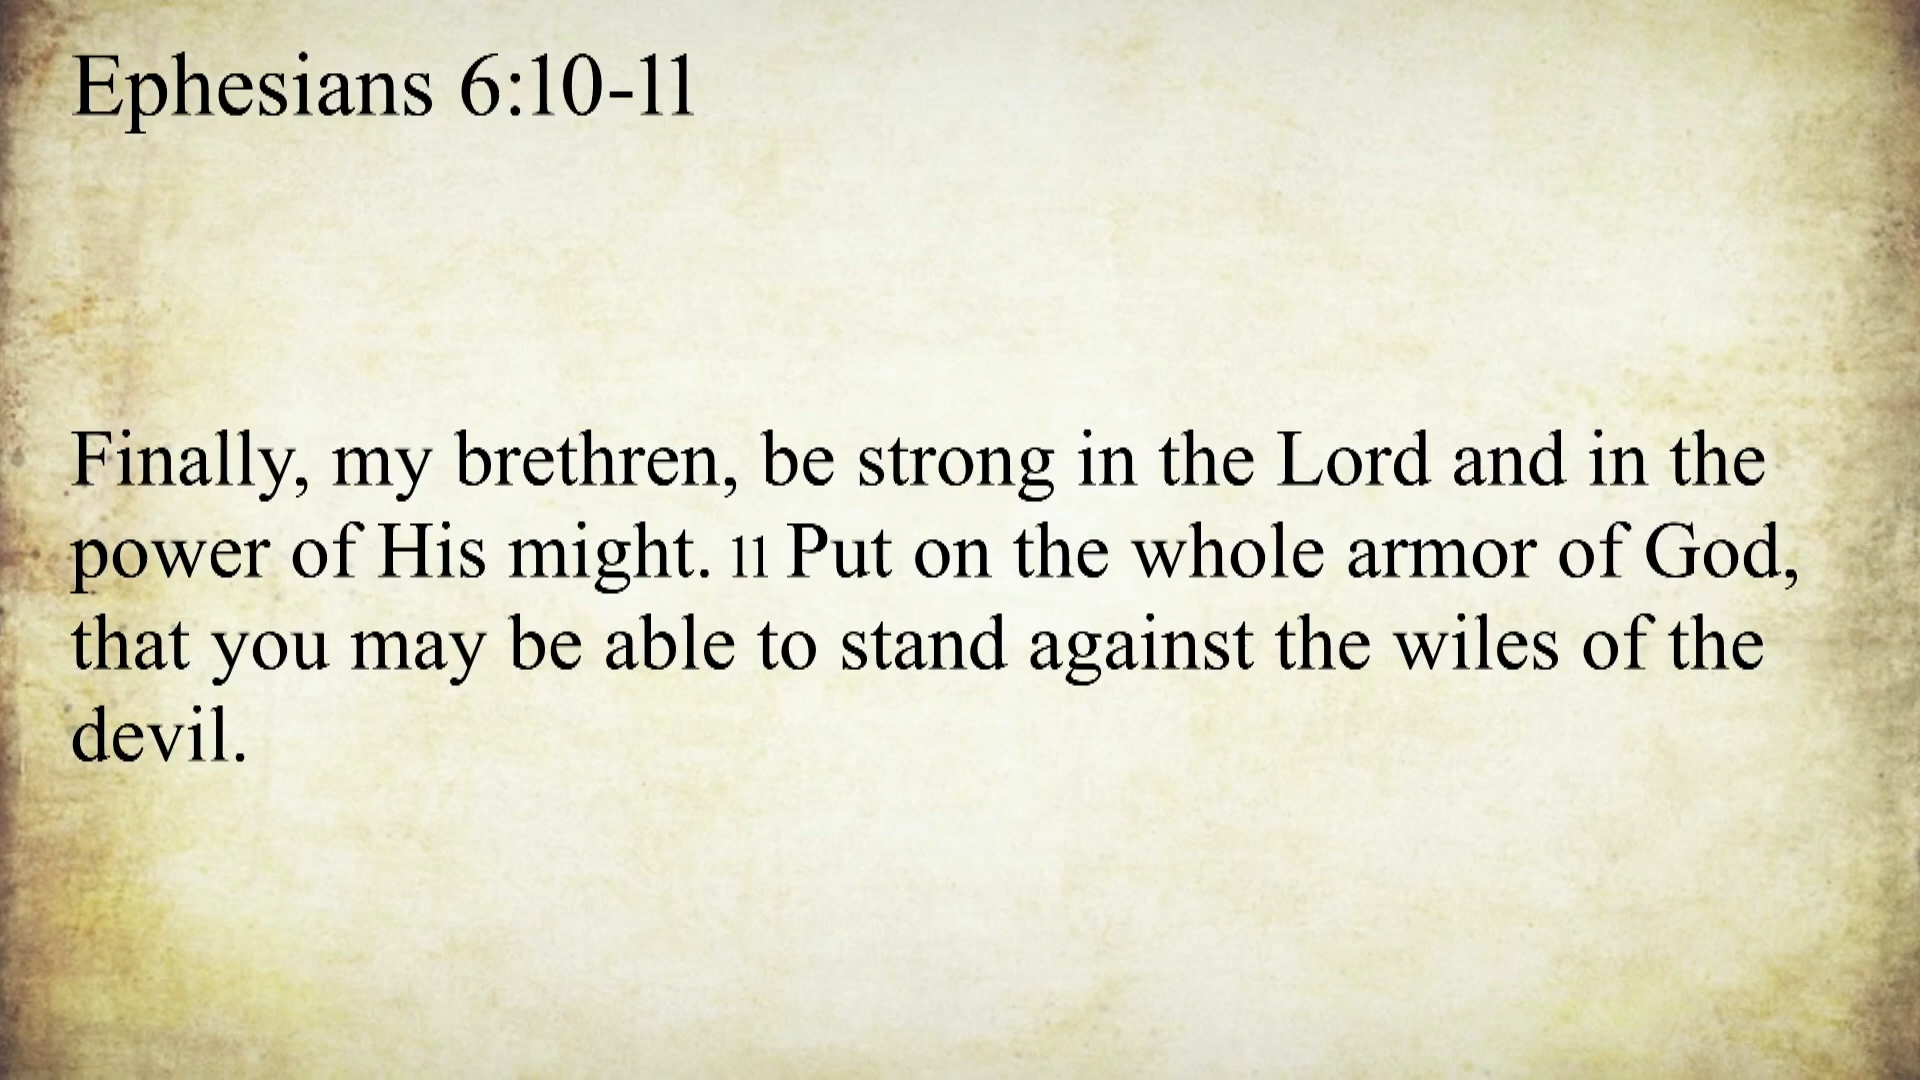 Ephesians 6:10-11
Finally, my brethren, be strong in the Lord and in the
power of His might. 11 Put on the whole armor of God,
that you may be able to stand against the wiles of the
devil.